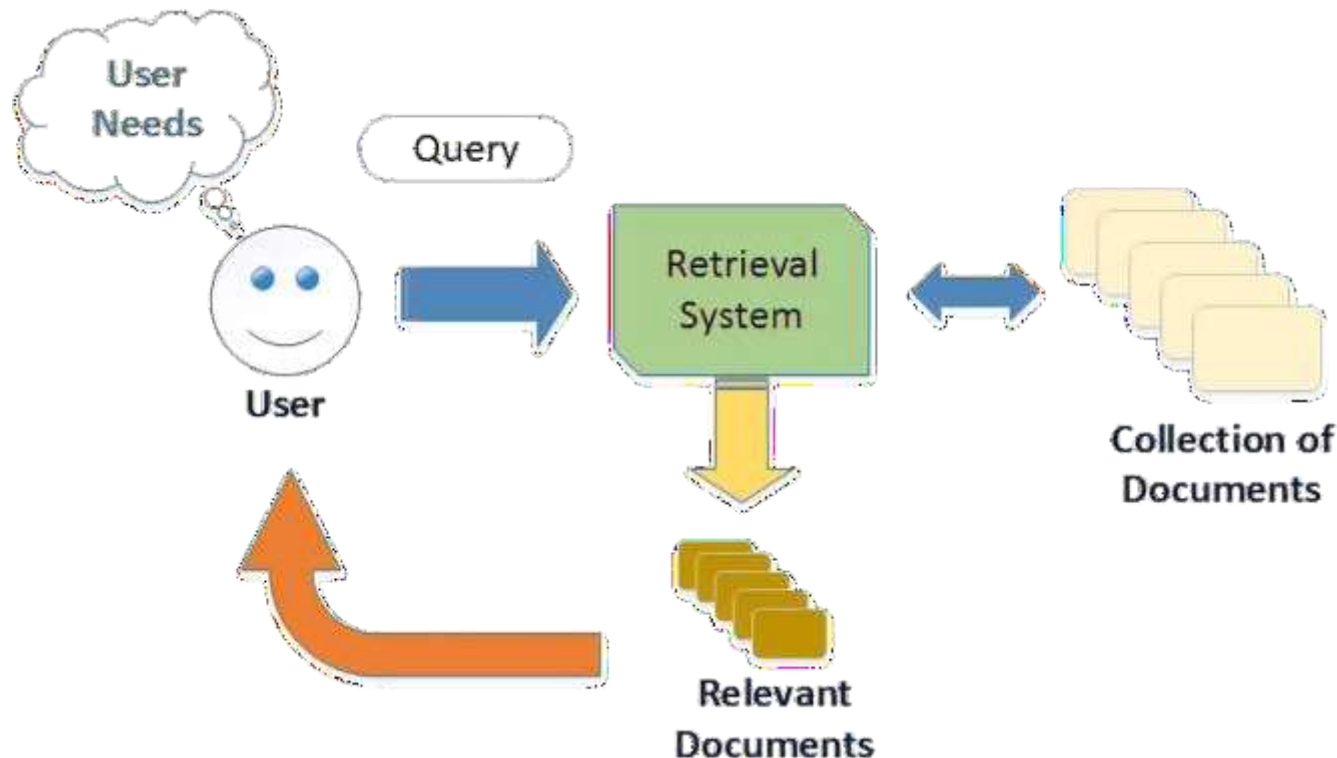 User
Needs
Query
Retrieval
System
User
Collection of
Documents
Relevant
Documents